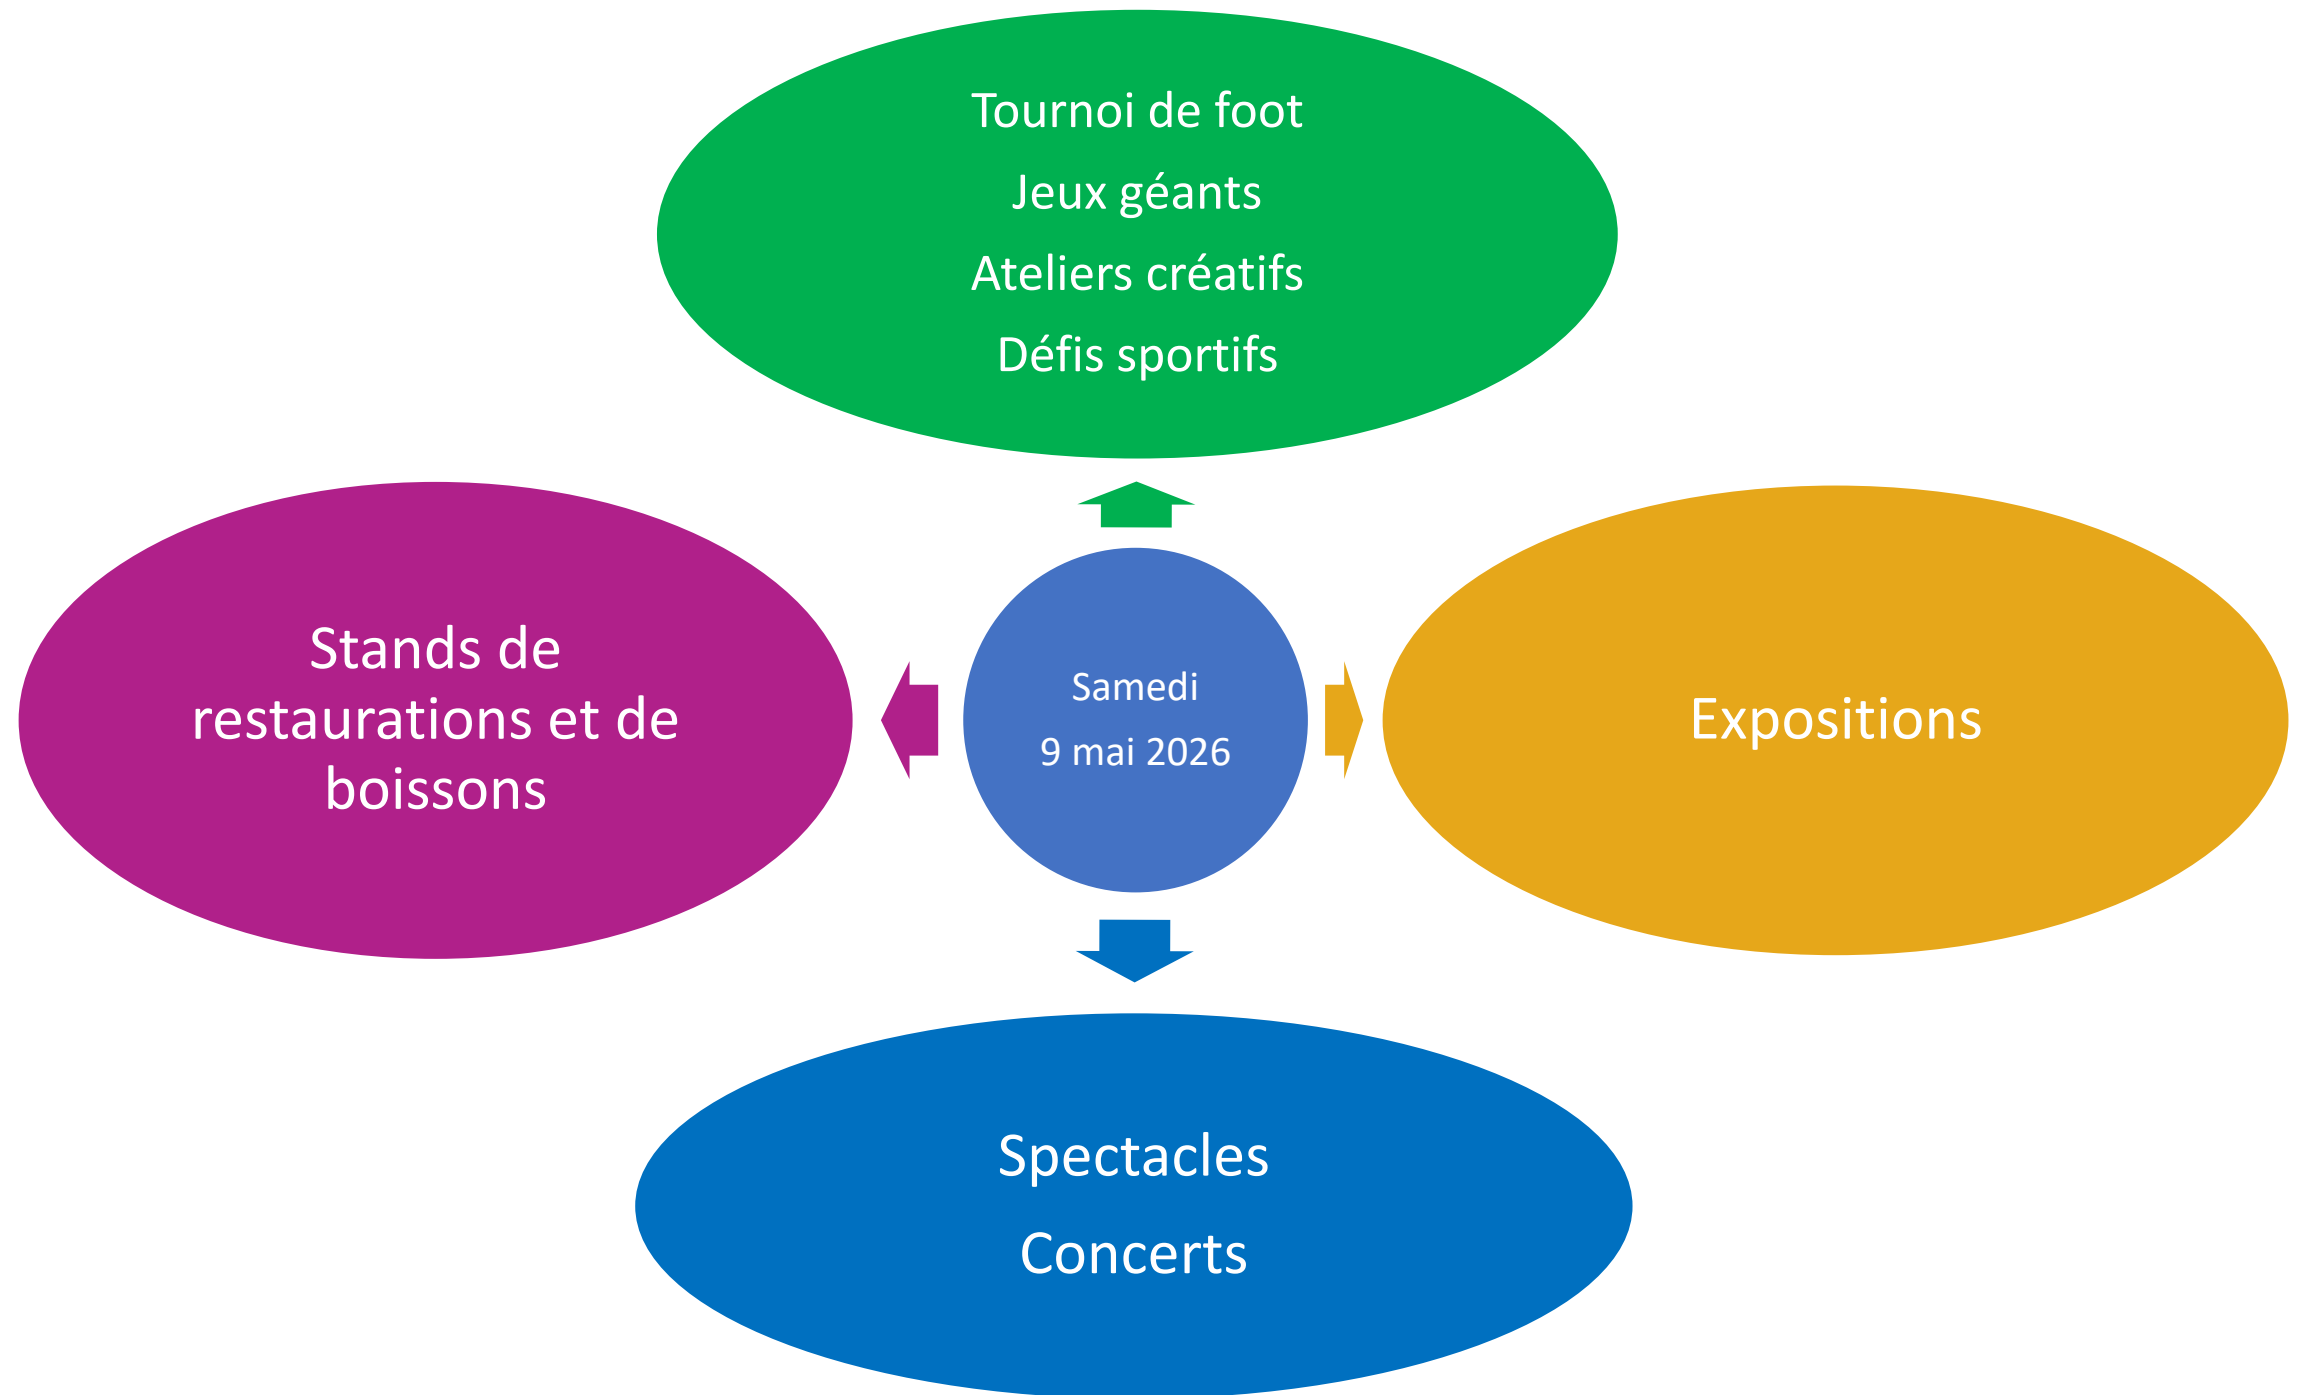 Tournoi de foot
Jeux géants
Ateliers créatifs
Défis sportifs
Stands de
restaurations et de
boissons
Samedi
9 mai 2026
Expositions
Spectacles
Concerts